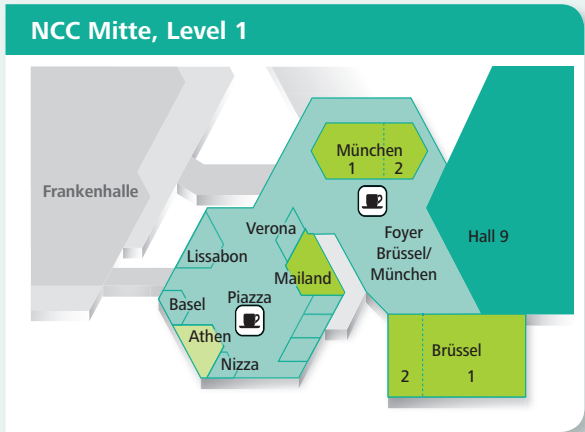 NCC Mitte, Level 1
München
1 2
Frankenhalle
Verona
Foyer
Brüssel/
München
Hall 9
Lissabon
Mailand
Basel
Piazza
Athen
Nizza
Brüssel
2 1